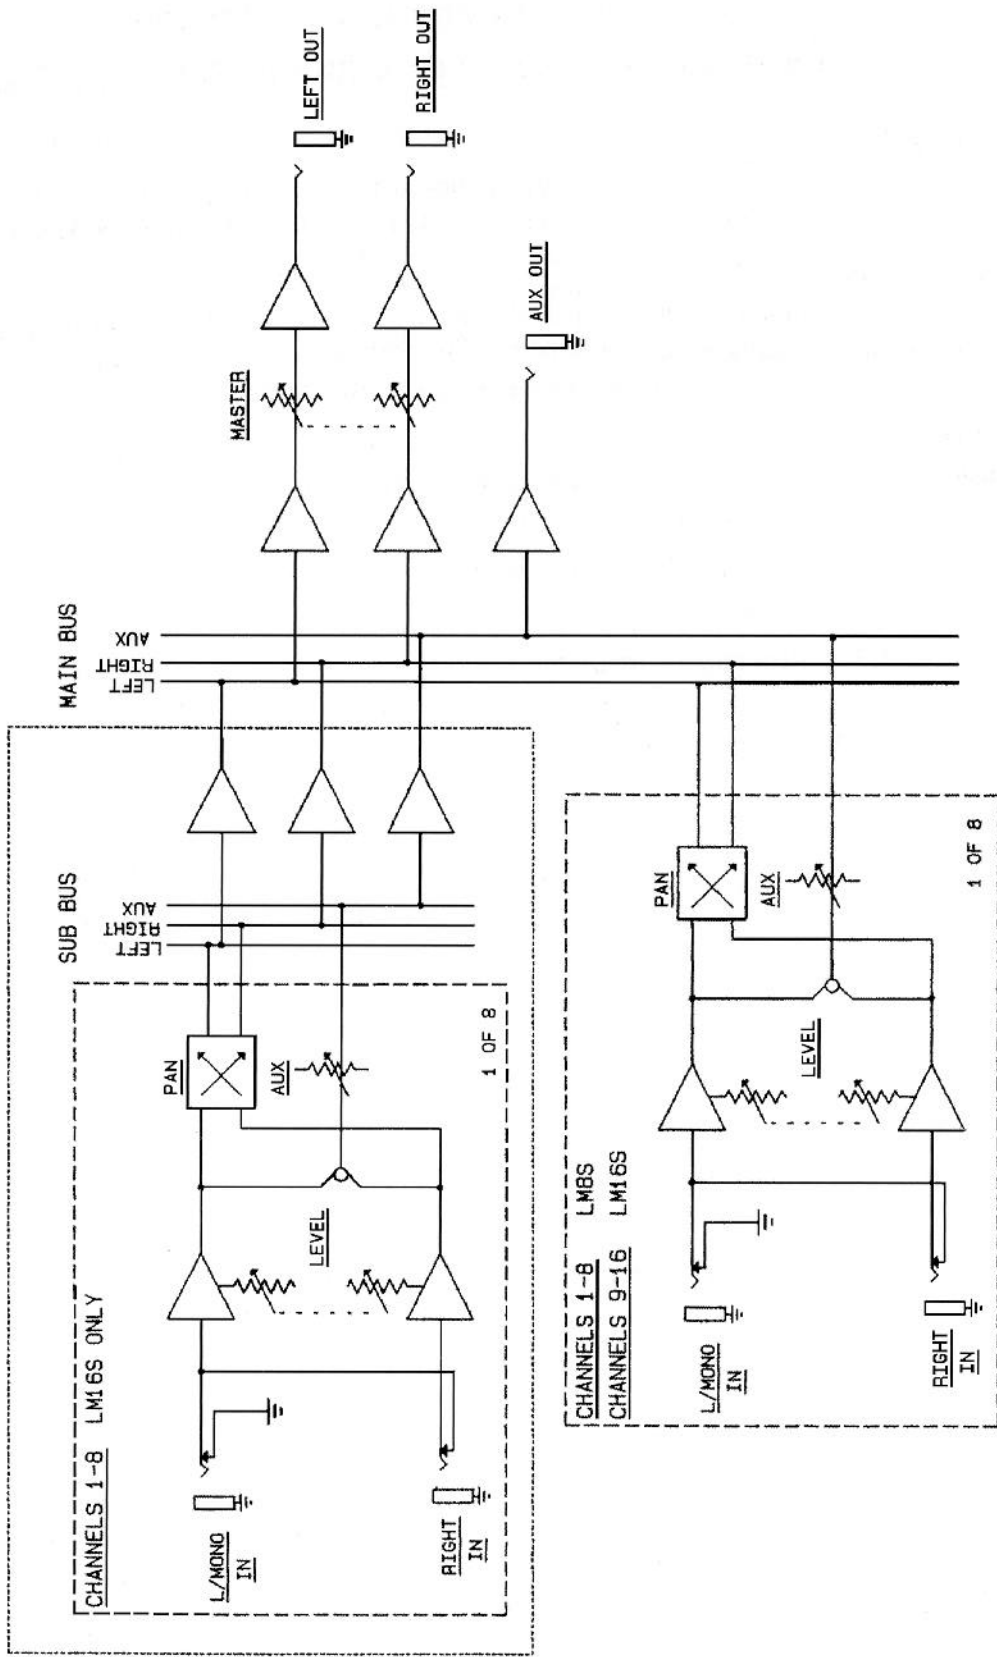 LEFT OUT
RIGHT OUT
MASTER
AUX OUT
MAIN BUS
AUX
RIGHT
LEFT
SUB BUS
AUX
RIGHT
LEFT
PAN
AUX
1 OF 8
LEVEL
CHANNELS 1-8 LM16S ONLY
L/MONO
IN
RIGHT
IN
PAN
AUX
1 OF 8
LEVEL
CHANNELS 1-8 LM8S
CHANNELS 9-16 LM16S
L/MONO
IN
RIGHT
IN